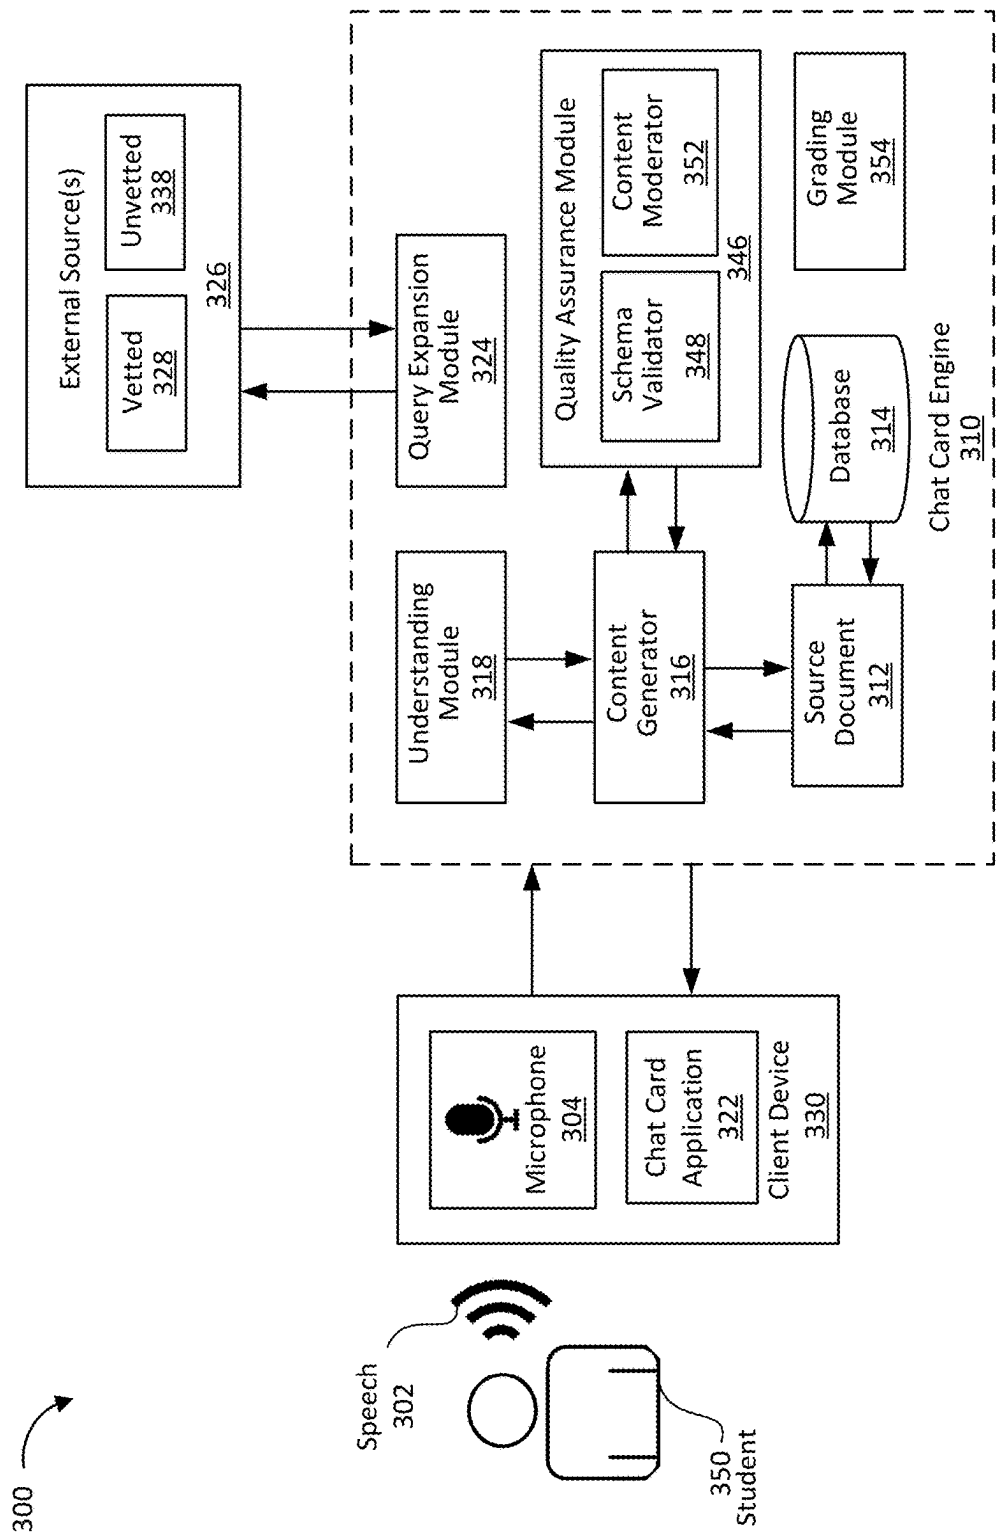 300
Speech
302
350
Student
Microphone
304
Chat Card
Application
322
Client Device
330
Understanding
Module
318
Content
Generator
316
Source
Document
312
External Source(s)
Vetted
328
Unvetted
338
326
Query Expansion
Module
324
Quality Assurance Module
Schema
Validator
348
Content
Moderator
352
346
Database
314
Grading
Module
354
Chat Card Engine
310